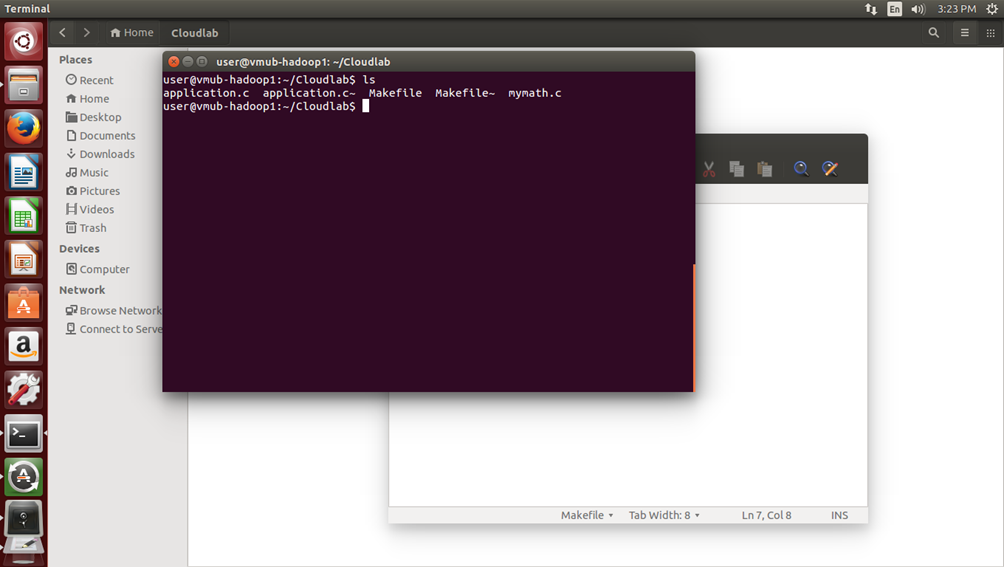 Terminal
En
3:23 PM
Home
Cloudlab
user@vmub-hadoop1: ~/Cloudlab
user@vmub-hadoop1:~/Cloudlab$ ls
application.c application.c~ Makefile Makefile~ mymath.c
user@vmub-hadoop1:~/Cloudlab$
Places
Recent
Home
Desktop
Documents
Downloads
Music
Pictures
Videos
Trash
Devices
Computer
Network
Browse Network
Connect to Serve
Makefile
Tab Width: 8
Ln 7, Col 8
INS